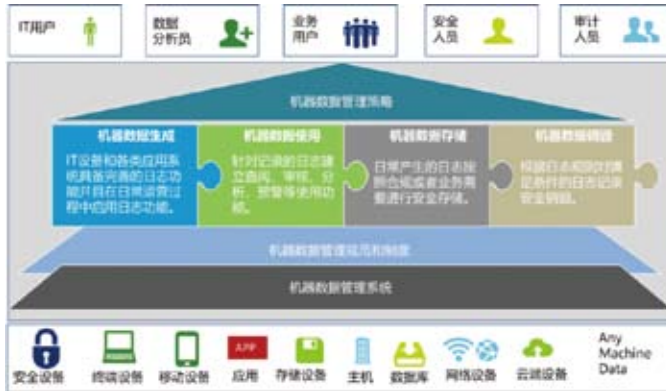 IT用户
数据
分析员
业务
用户
安全
人员
审计
人员
机器数据管理策略
机器数据生成
IT设备和各类应用系
统具备完善的日志功
能并且在日常运营过
程中应用日志功能。
机器数据使用
针对记录的日志建
立查询、审核、分
析、预警等使用功
能。
机器数据存储
日常产生的日志按
照合规或者业务需
要进行安全存储。
机器数据销毁
根据日志规则对满
足条件的日志记录
安全销毁。
机器数据管理规范和制度
机器数据管理系统
安全设备
终端设备
移动设备
APP
应用
存储设备
主机
数据库
网络设备
云端设备
Any
Machine
Data